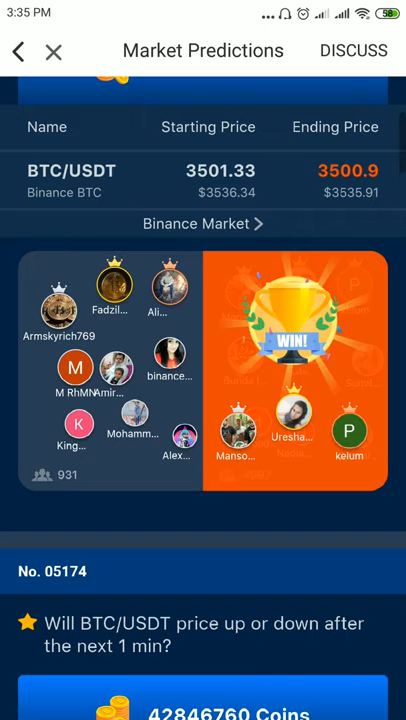 3:35 PM
58
Market Predictions
DISCUSS
Name Starting Price Ending Price
BTC/USDT 3501.33 3500.9
Binance BTC $3536.34 $3535.91
Binance Market
Fadzil...
Ali...
Armskyrich769
WIN!
binance...
M
M RhMN
Amir...
K
King...
Mohamm...
Alex...
Manso...
Uresha...
P
kelum
931
No. 05174
Will BTC/USDT price up or down after
the next 1 min?
42846760 Coins